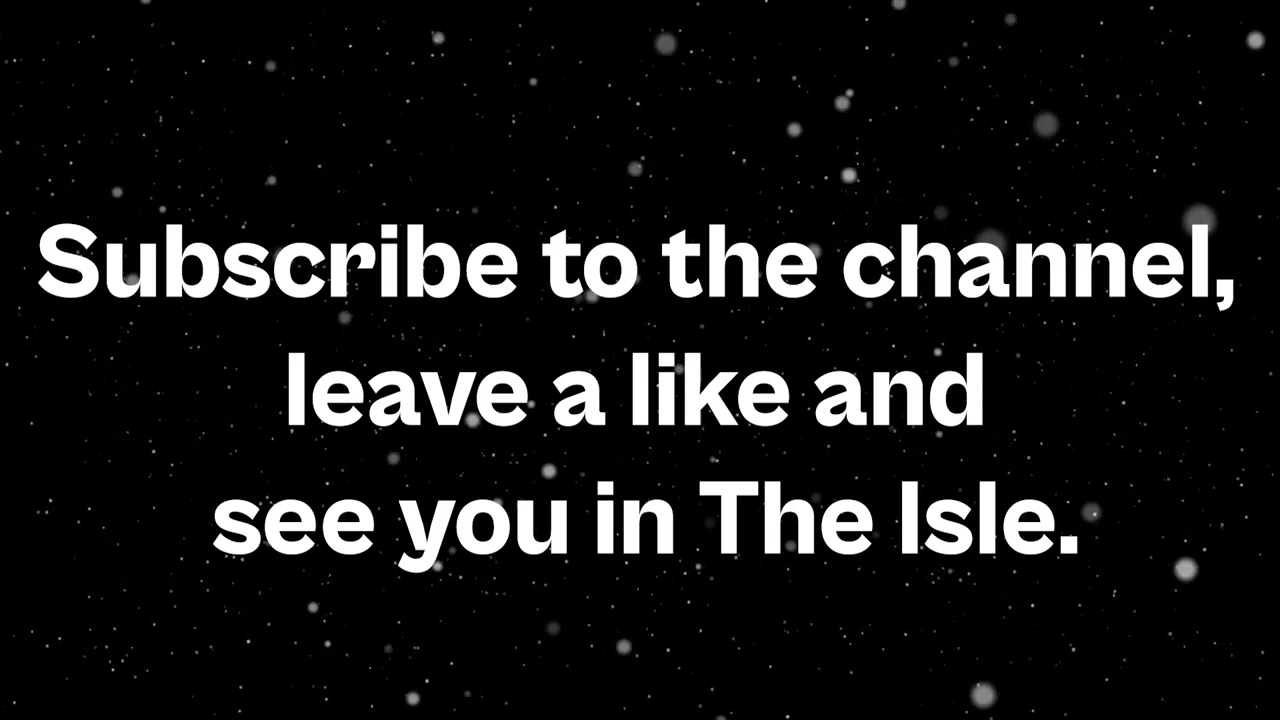 Subscribe to the channel,
leave a like and
see you in The Isle.